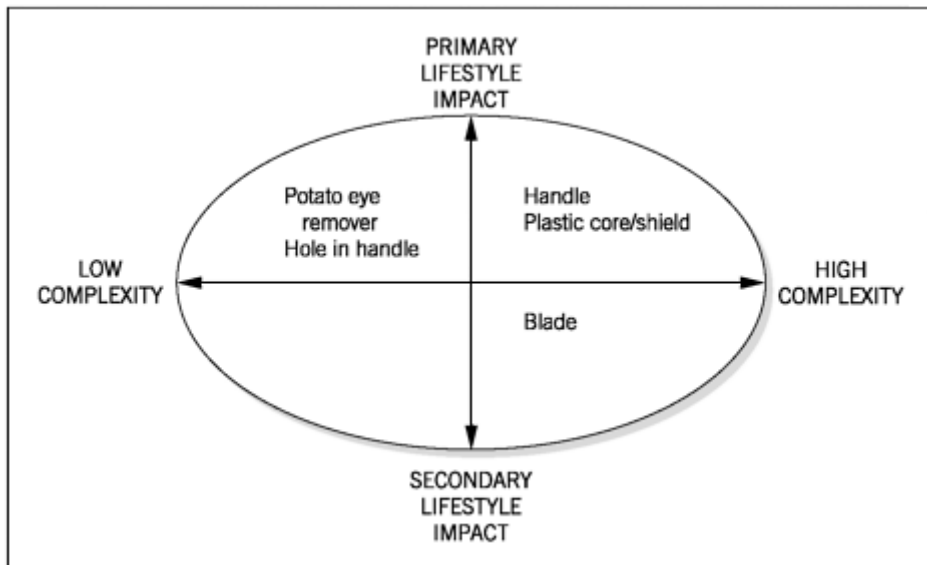 PRIMARY
LIFESTYLE
IMPACT
Potato eye
remover
Hole in handle
Handle
Plastic core/shield
LOW
COMPLEXITY
HIGH
COMPLEXITY
Blade
SECONDARY
LIFESTYLE
IMPACT